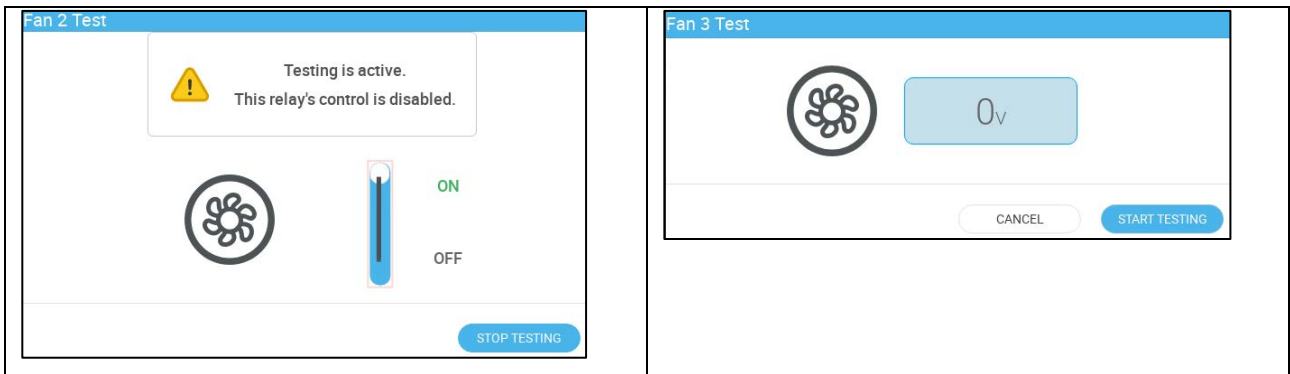 Fan 2 Test
Testing is active.
This relay's control is disabled.
ON
OFF
STOP TESTING
Fan 3 Test
0V
CANCEL
START TESTING